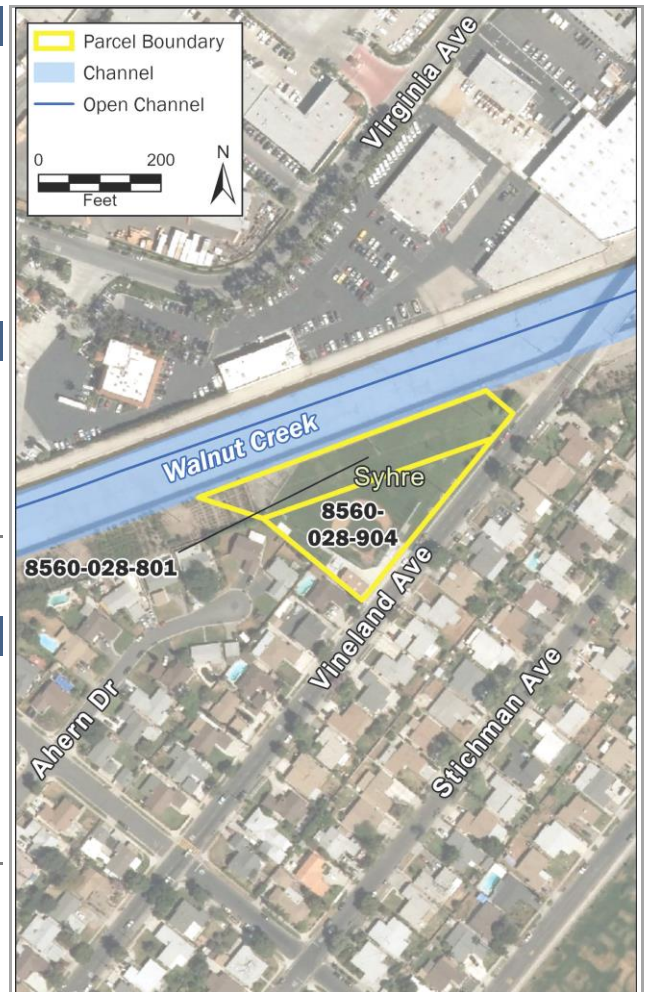 Parcel Boundary
Channel
Open Channel
0 200
Feet
N
Virginia Ave
Walnut Creek
Syhre
8560-
028-904
8560-028-801
Vineland Ave
Ahern Dr
Stichman Ave